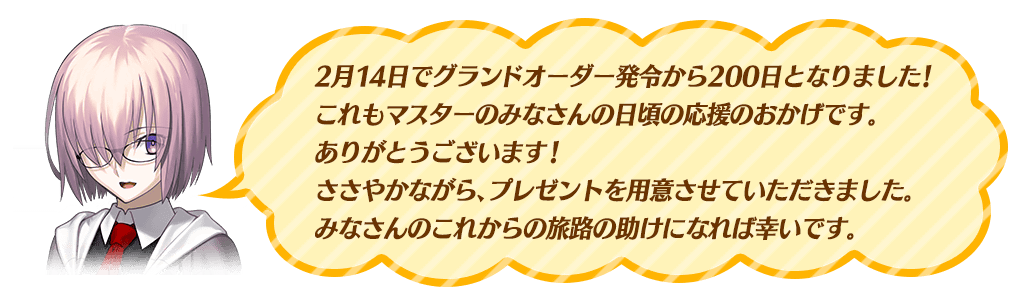 2月14日でグランドオーダー発令から200日となりました！
これもマスターのみなさんの日頃の応援のおかげです。
ありがとうございます！
ささやかながら、プレゼントを用意させていただきました。
みなさんのこれからの旅路の助けになれば幸いです。